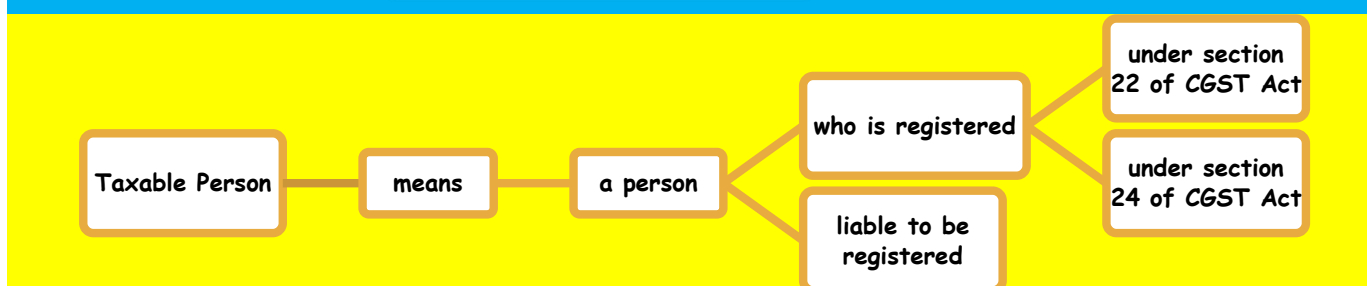 Taxable Person
means
a person
who is registered
under section
22 of CGST Act
under section
24 of CGST Act
liable to be
registered